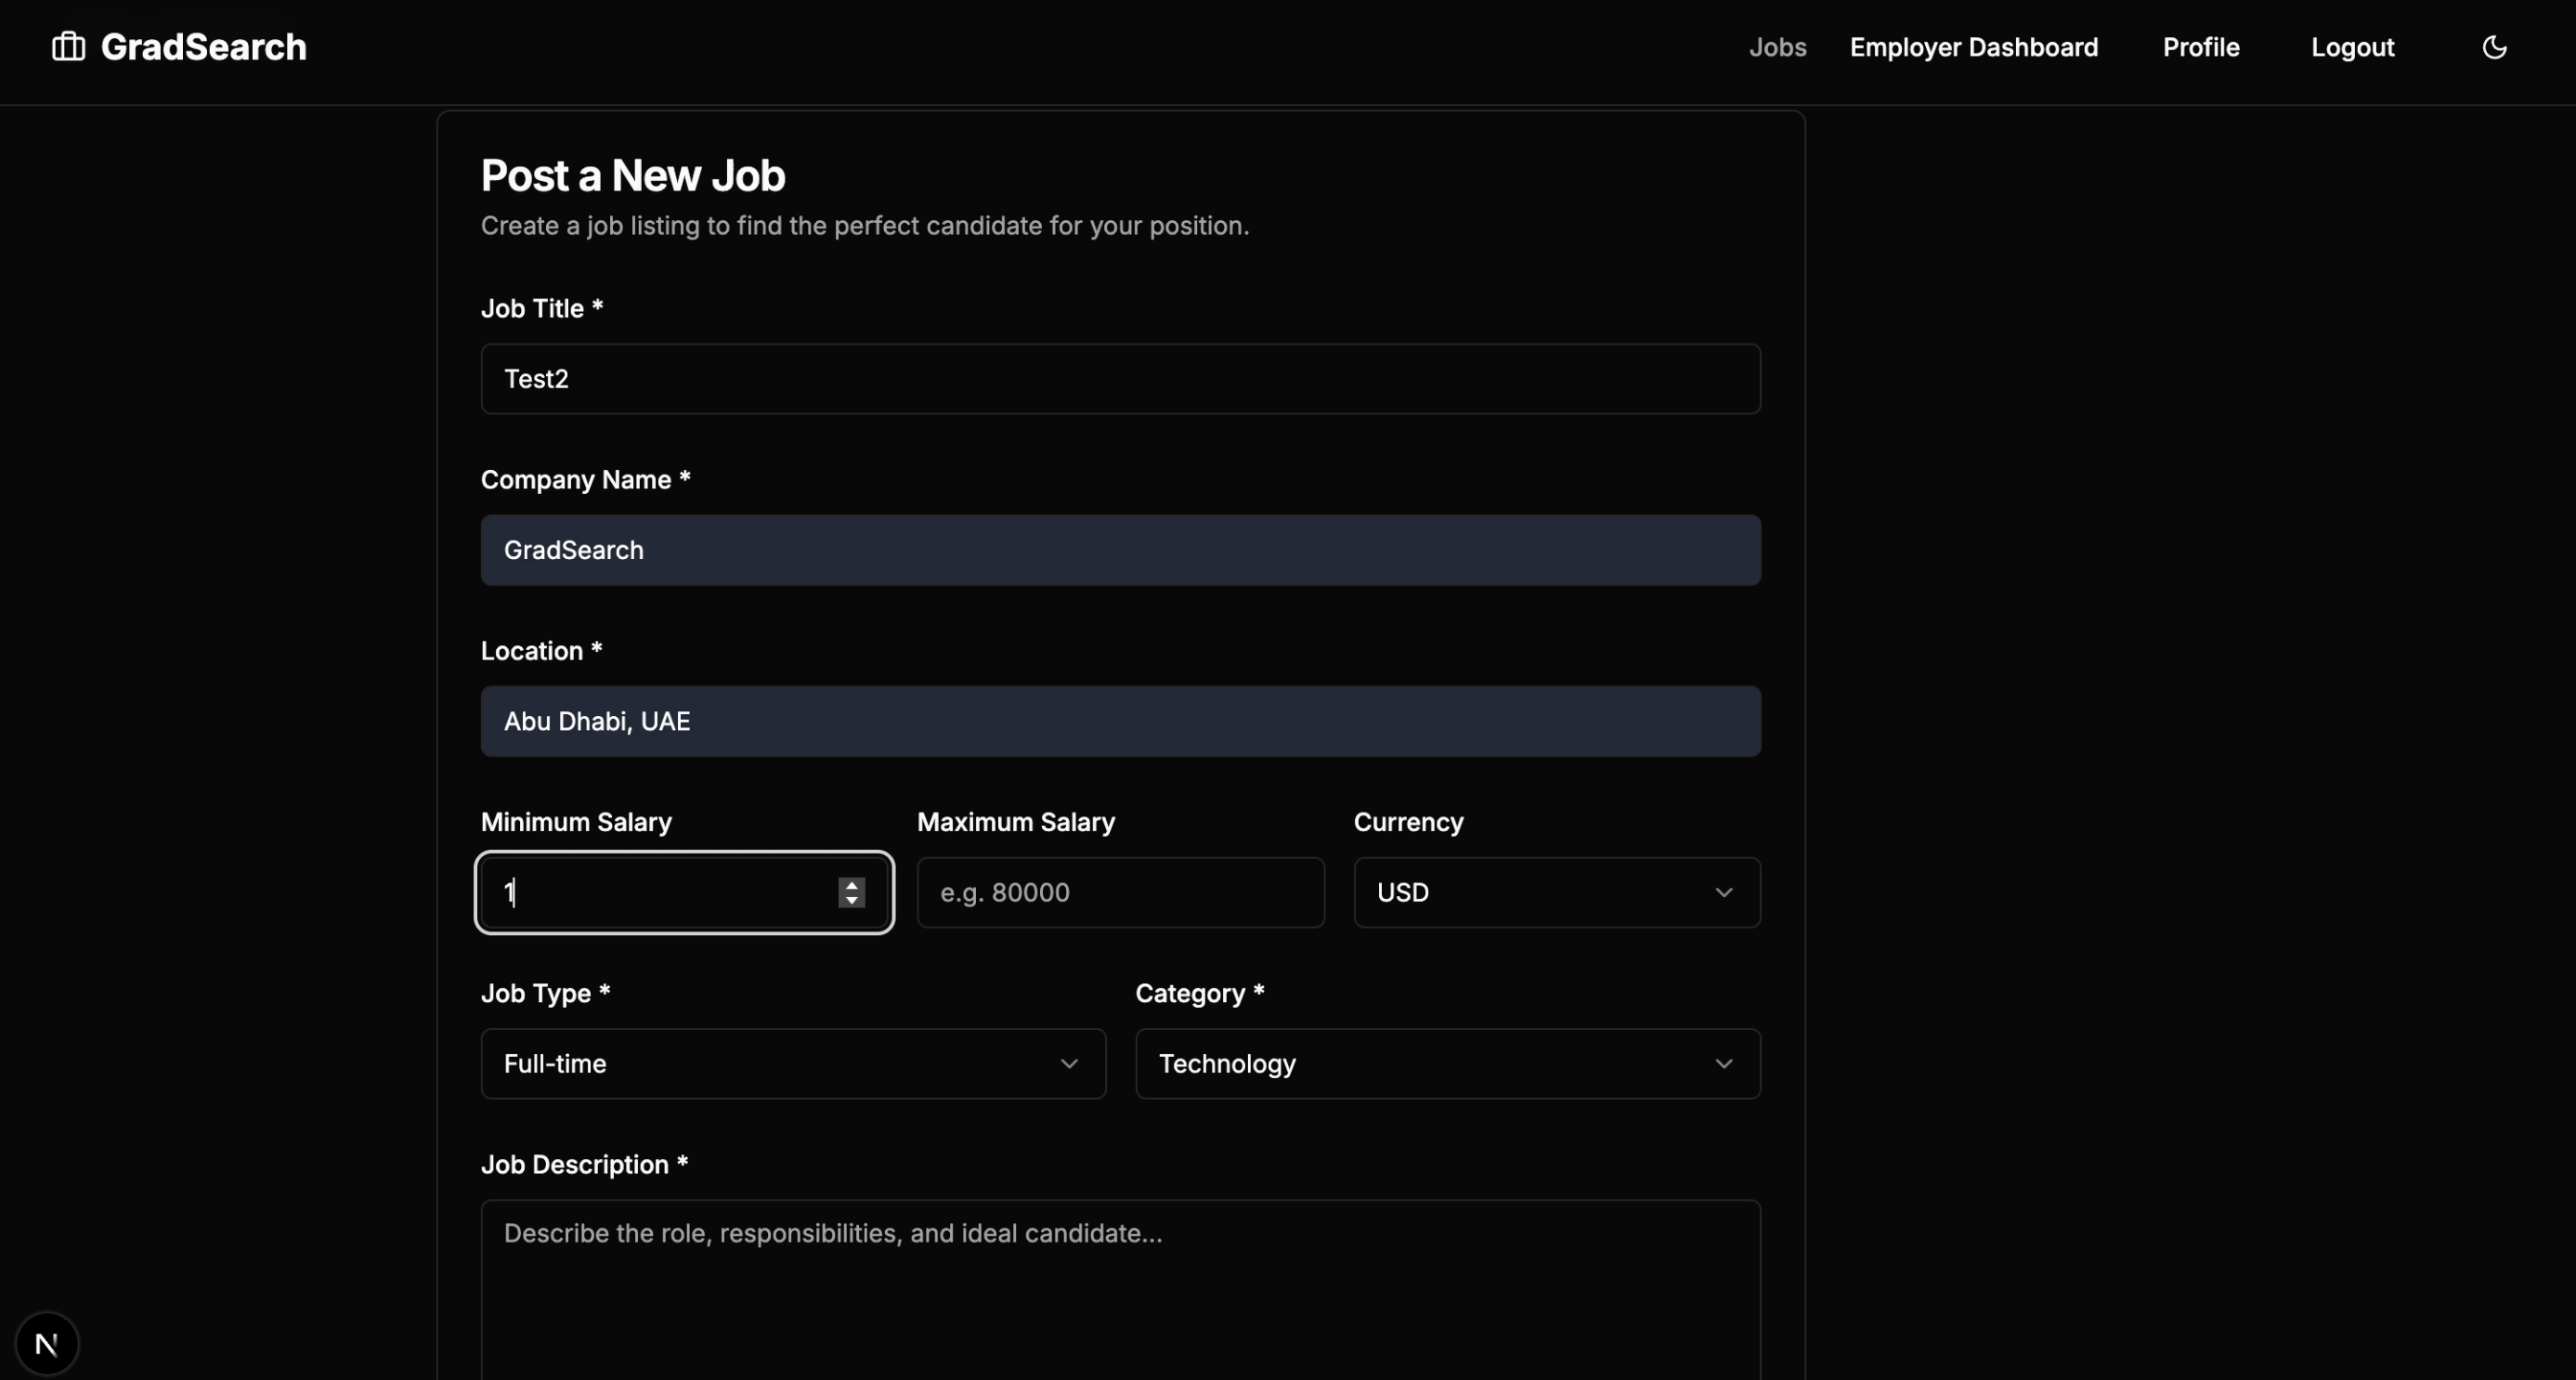 GradSearch
Jobs Employer Dashboard Profile Logout
Post a New Job
Create a job listing to find the perfect candidate for your position.
Job Title *
Test2
Company Name *
GradSearch
Location *
Abu Dhabi, UAE
Minimum Salary Maximum Salary Currency
1 e.g. 80000 USD
Job Type * Category *
Full-time Technology
Job Description *
Describe the role, responsibilities, and ideal candidate...
N